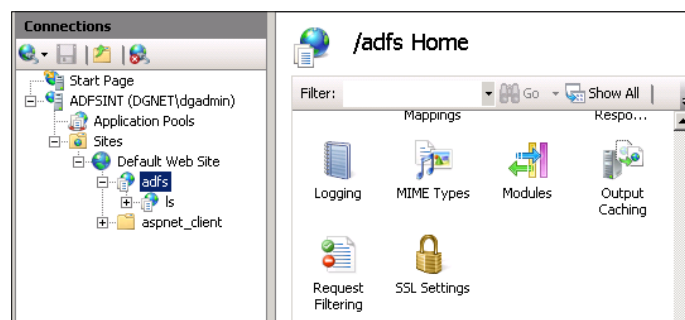 Connections
Start Page
ADFSINT (DGNET\dgadmin)
Application Pools
Sites
Default Web Site
adfs
ls
aspnet_client
/adfs Home
Filter: Go Show All
Mappings Respo...
Logging MIME Types Modules Output Caching
Request Filtering SSL Settings